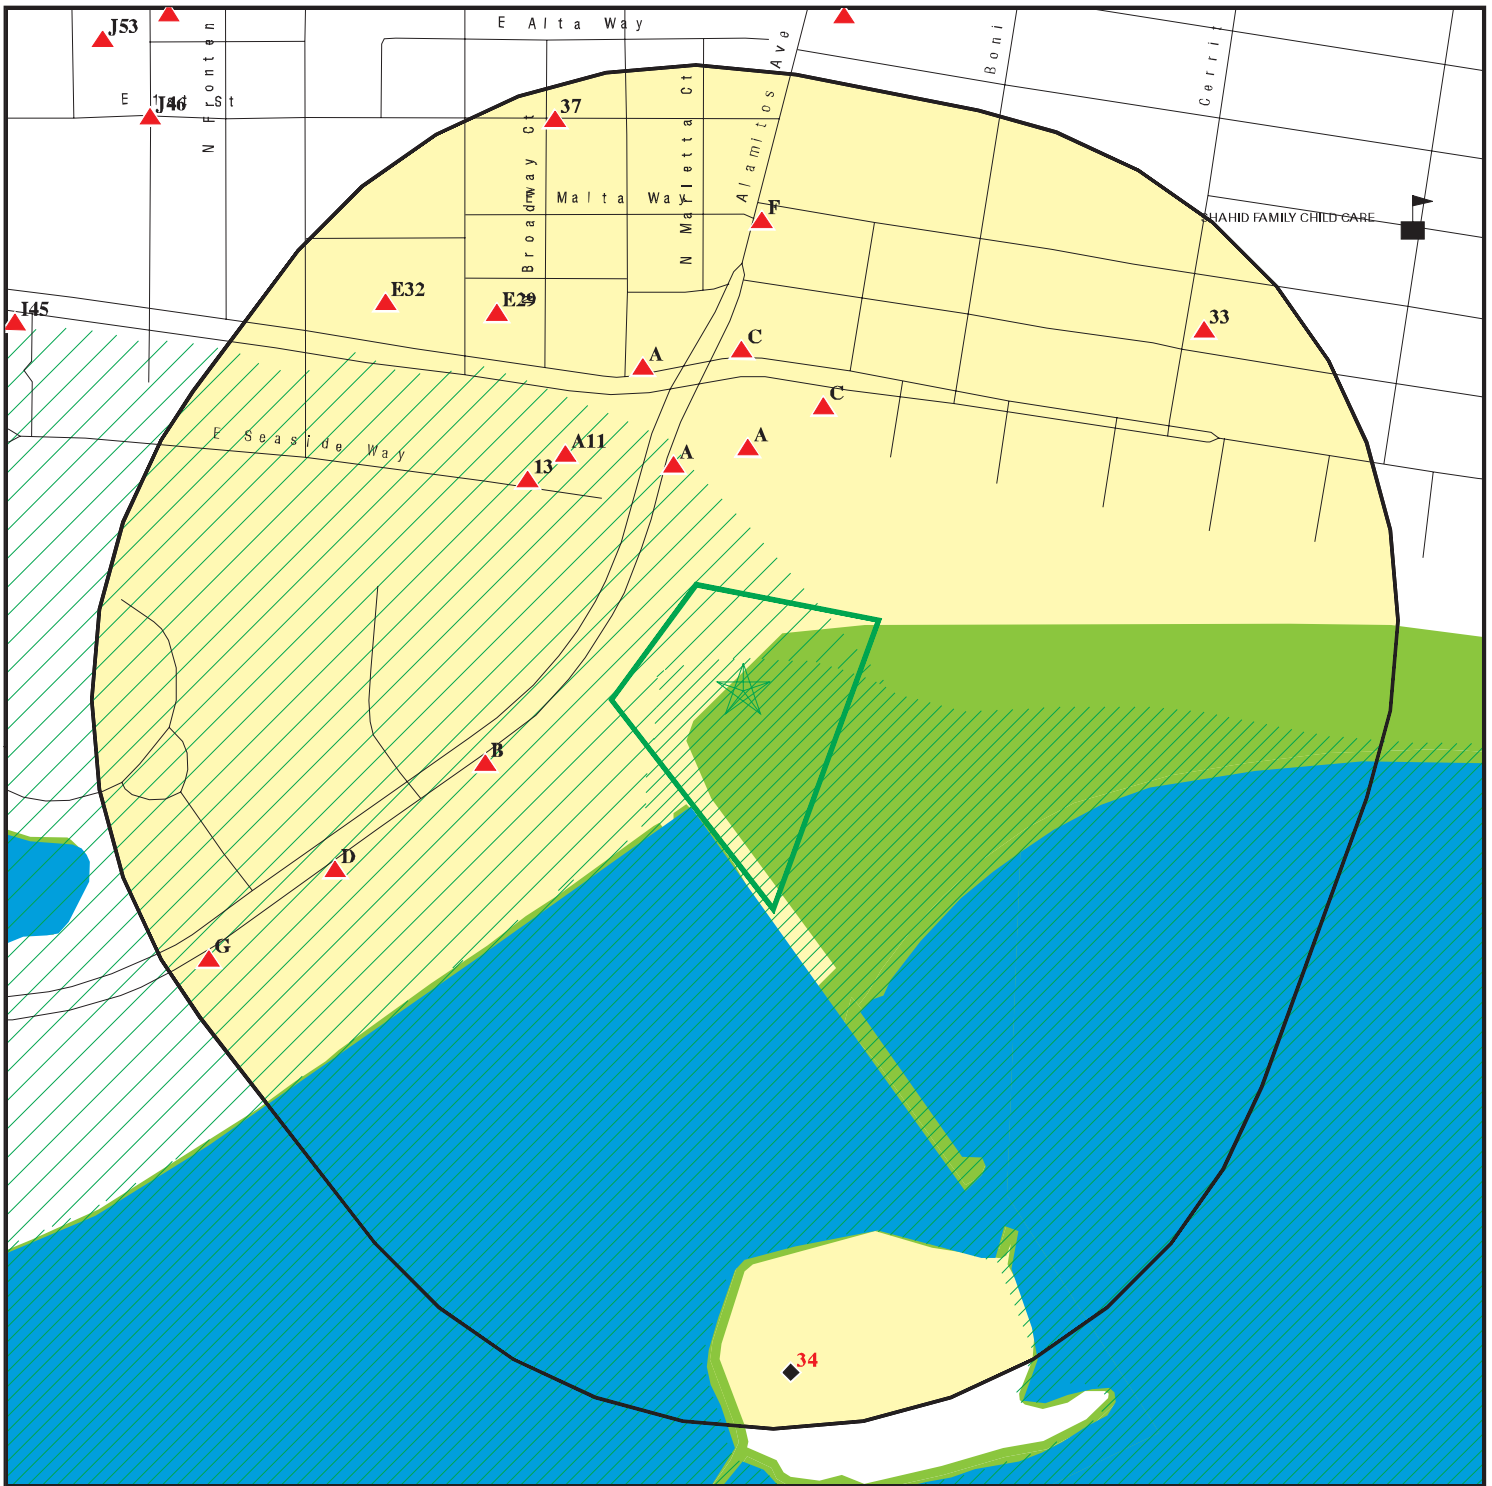 J53
E Alta Way
N Fronten
Ave
Boni
Cerrit
E 1st St
J46
37
Alamitos
N Marietta Ct
Broadway Ct
Malta Way
F
SHAHID FAMILY CHILD CARE
E32
E29
I45
33
C
A
C
E Seaside Way
A11
A
A
13
B
D
G
34